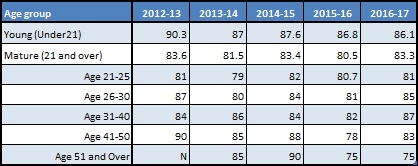 Age group 2012-13 2013-14 2014-15 2015-16 2016-17
Young (Under21) 90.3 87 87.6 86.8 86.1
Mature (21 and over) 83.6 81.5 83.4 80.5 83.3
Age 21-25 81 79 82 80.7 81
Age 26-30 87 80 84 81 85
Age 31-40 84 86 84 82 87
Age 41-50 90 85 88 78 83
Age 51 and Over N 85 90 75 75